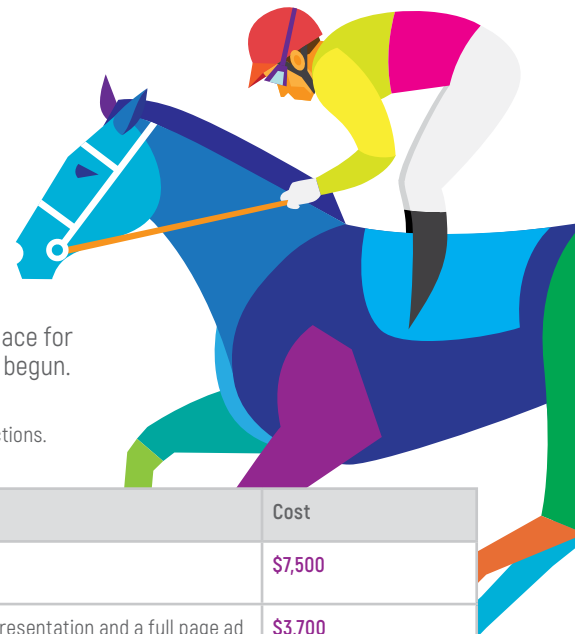 ace for
begun.
tions.
Cost
$7,500
resentation and a full page ad
$3,700